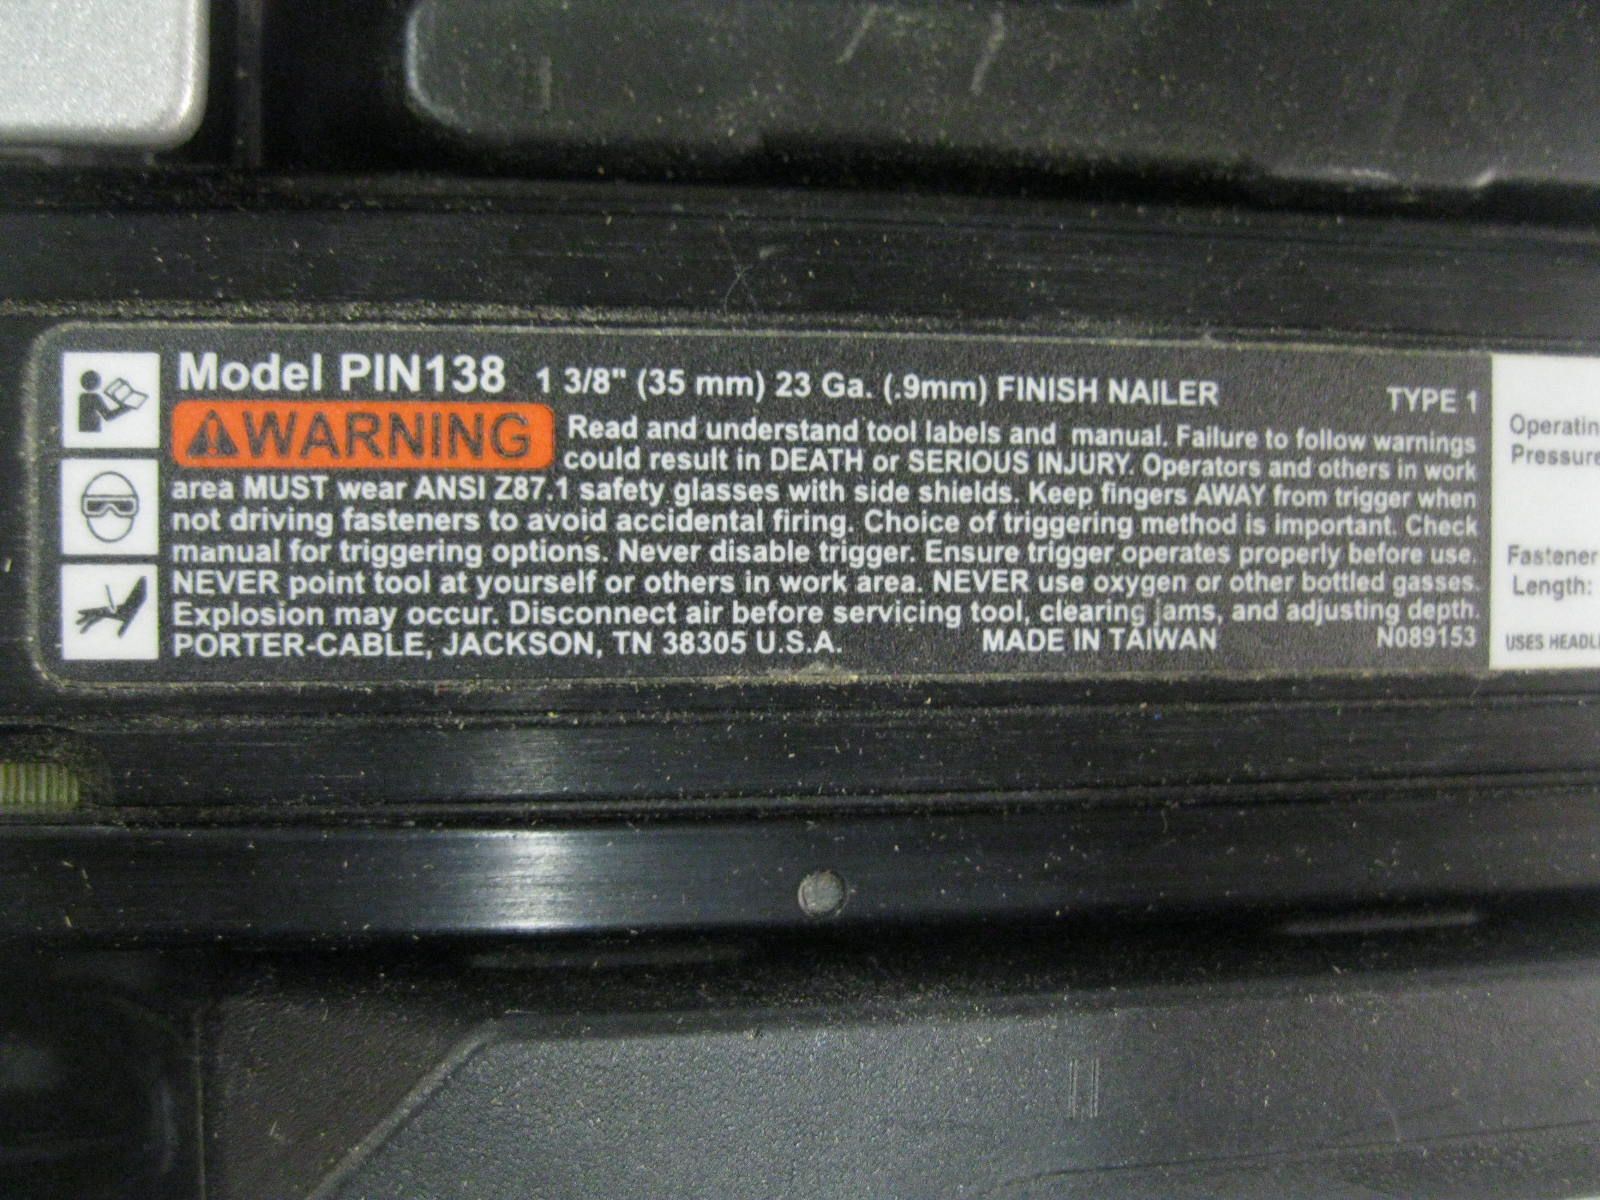 Model PIN138 1 3/8" (35 mm) 23 Ga. (.9mm) FINISH NAILER TYPE 1
WARNING Read and understand tool labels and manual. Failure to follow warnings
could result in DEATH or SERIOUS INJURY. Operators and others in work
area MUST wear ANSI Z87.1 safety glasses with side shields. Keep fingers AWAY from trigger when
not driving fasteners to avoid accidental firing. Choice of triggering method is important. Check
manual for triggering options. Never disable trigger. Ensure trigger operates properly before use.
NEVER point tool at yourself or others in work area. NEVER use oxygen or other bottled gasses.
Explosion may occur. Disconnect air before servicing tool, clearing jams, and adjusting depth.
PORTER-CABLE, JACKSON, TN 38305 U.S.A. MADE IN TAIWAN N089153
Pressure
Fastener
Length:
USES